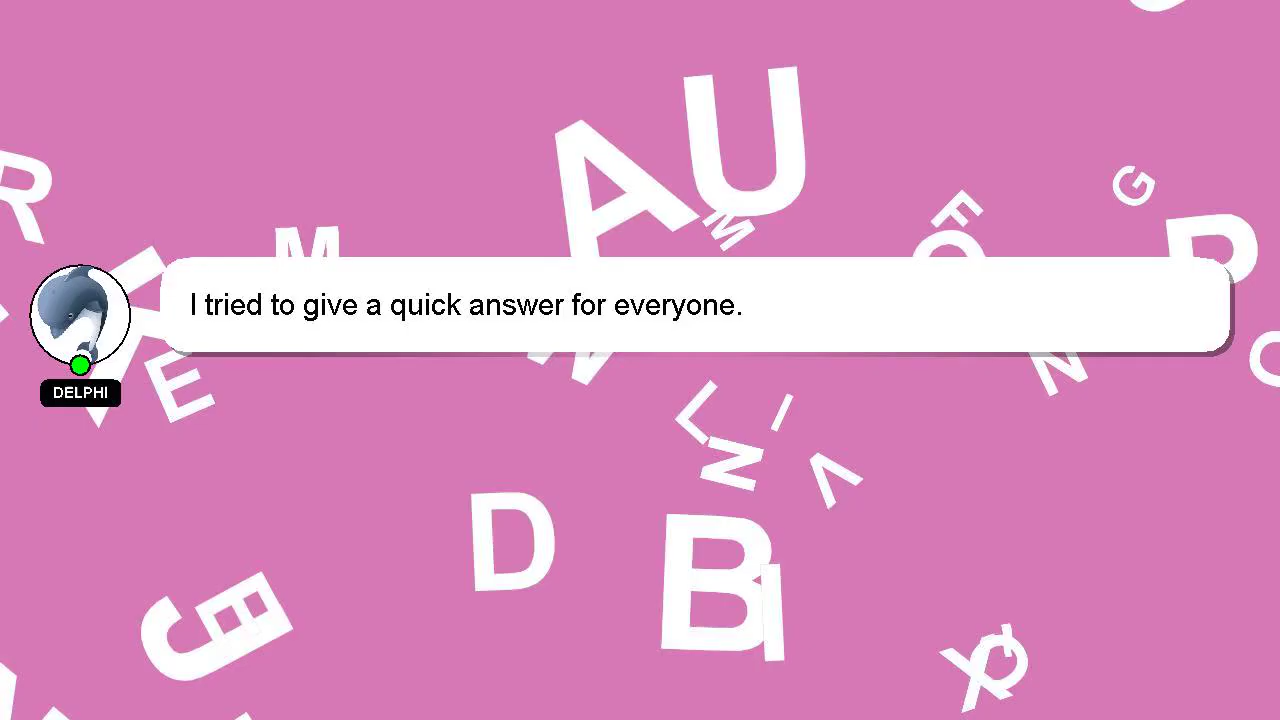 I tried to give a quick answer for everyone.
DELPHI
A
U
R
M
M
F
O
G
E
N
L
I
N
V
D
B
I
E
X
Q